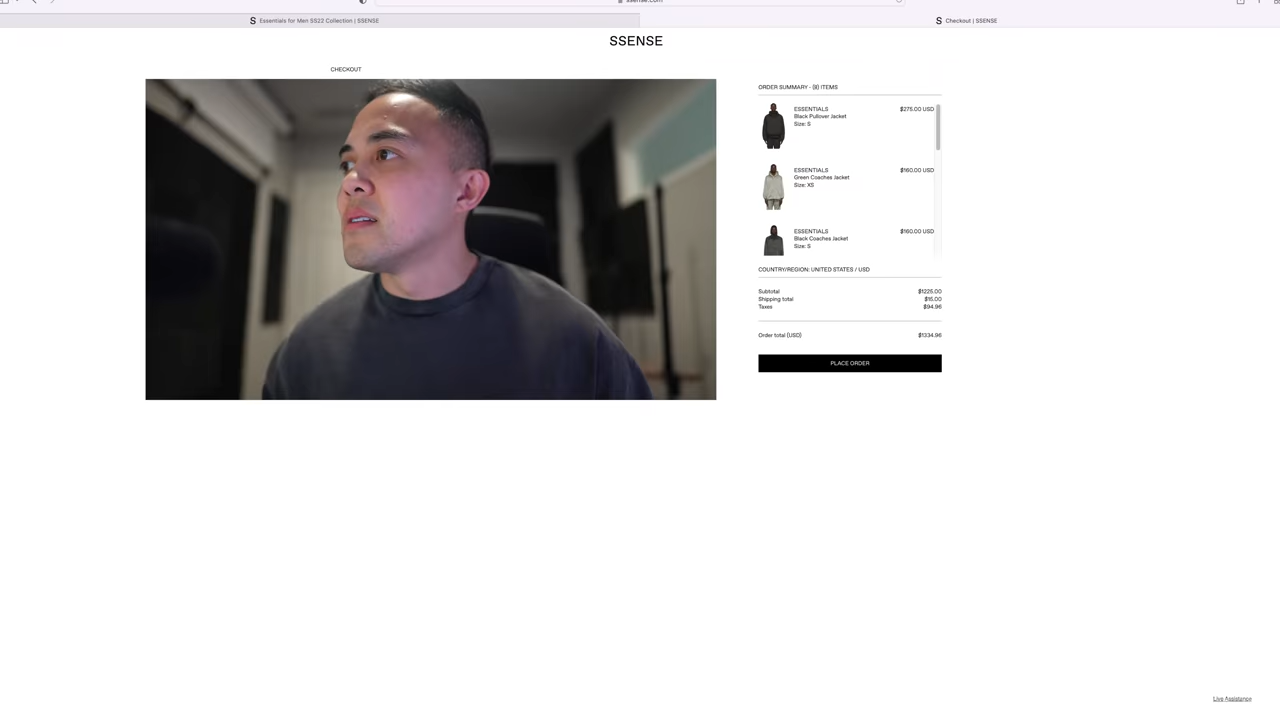 ssense.com
Essentials for Men SS22 Collection | SSENSE
Checkout | SSENSE
SSENSE
CHECKOUT
ORDER SUMMARY - (8) ITEMS
ESSENTIALS
$275.00 USD
Black Pullover Jacket
Size: S
ESSENTIALS
$160.00 USD
Green Coaches Jacket
Size: XS
ESSENTIALS
$160.00 USD
Black Coaches Jacket
Size: S
COUNTRY/REGION: UNITED STATES / USD
Subtotal $1225.00
Shipping total $15.00
Taxes $94.96
Order total (USD) $1334.96
PLACE ORDER
Live Assistance